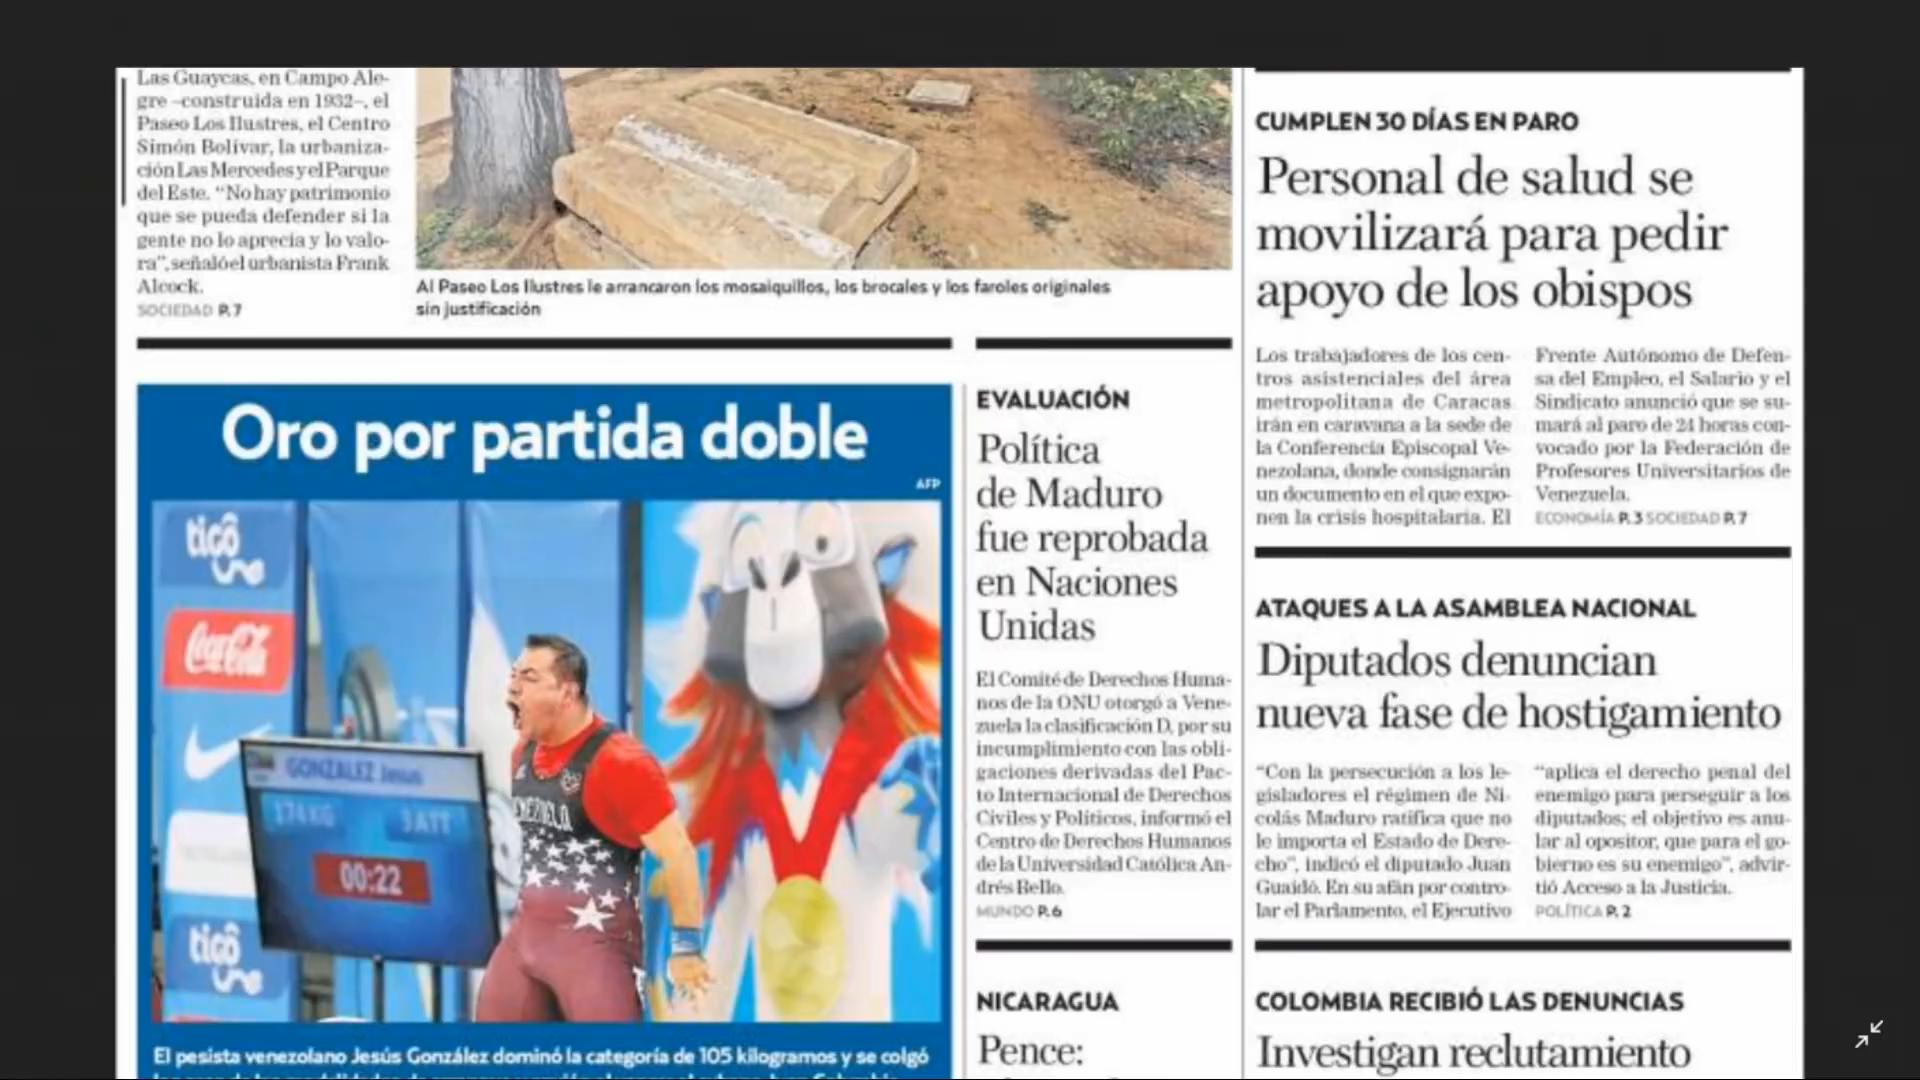 Las Guaycas, en Campo Ale-
gre –construida en 1932–, el
Paseo Los Ilustres, el Centro
Simón Bolívar, la urbaniza-
ción Las Mercedes y el Parque
del Este. “No hay patrimonio
que se pueda defender si la
gente no lo aprecia y lo valo-
ra”, señaló el urbanista Frank
Alcock.
SOCIEDAD P. 7
Al Paseo Los Ilustres le arrancaron los mosaiquillos, los brocales y los faroles originales
sin justificación
Oro por partida doble
AFP
tigô
Coca-Cola
GONZALEZ Jesus
174KG 3ATT
00:22
VENEZUELA
tigô
El pesista venezolano Jesús González dominó la categoría de 105 kilogramos y se colgó
EVALUACIÓN
Política
de Maduro
fue reprobada
en Naciones
Unidas
El Comité de Derechos Huma-
nos de la ONU otorgó a Vene-
zuela la clasificación D, por su
incumplimiento con las obli-
gaciones derivadas del Pac-
to Internacional de Derechos
Civiles y Políticos, informó el
Centro de Derechos Humanos
de la Universidad Católica An-
drés Bello.
MUNDO P. 6
NICARAGUA
Pence:
CUMPLEN 30 DÍAS EN PARO
Personal de salud se
movilizará para pedir
apoyo de los obispos
Los trabajadores de los cen-
tros asistenciales del área
metropolitana de Caracas
irán en caravana a la sede de
la Conferencia Episcopal Ve-
nezolana, donde consignarán
un documento en el que expo-
nen la crisis hospitalaria. El
Frente Autónomo de Defen-
sa del Empleo, el Salario y el
Sindicato anunció que se su-
mará al paro de 24 horas con-
vocado por la Federación de
Profesores Universitarios de
Venezuela.
ECONOMÍA P. 3 SOCIEDAD P. 7
ATAQUES A LA ASAMBLEA NACIONAL
Diputados denuncian
nueva fase de hostigamiento
“Con la persecución a los le-
gisladores el régimen de Ni-
colás Maduro ratifica que no
le importa el Estado de Dere-
cho”, indicó el diputado Juan
Guaidó. En su afán por contro-
lar el Parlamento, el Ejecutivo
“aplica el derecho penal del
enemigo para perseguir a los
diputados; el objetivo es anu-
lar al opositor, que para el go-
bierno es su enemigo”, advir-
tió Acceso a la Justicia.
POLÍTICA P. 2
COLOMBIA RECIBIÓ LAS DENUNCIAS
Investigan reclutamiento